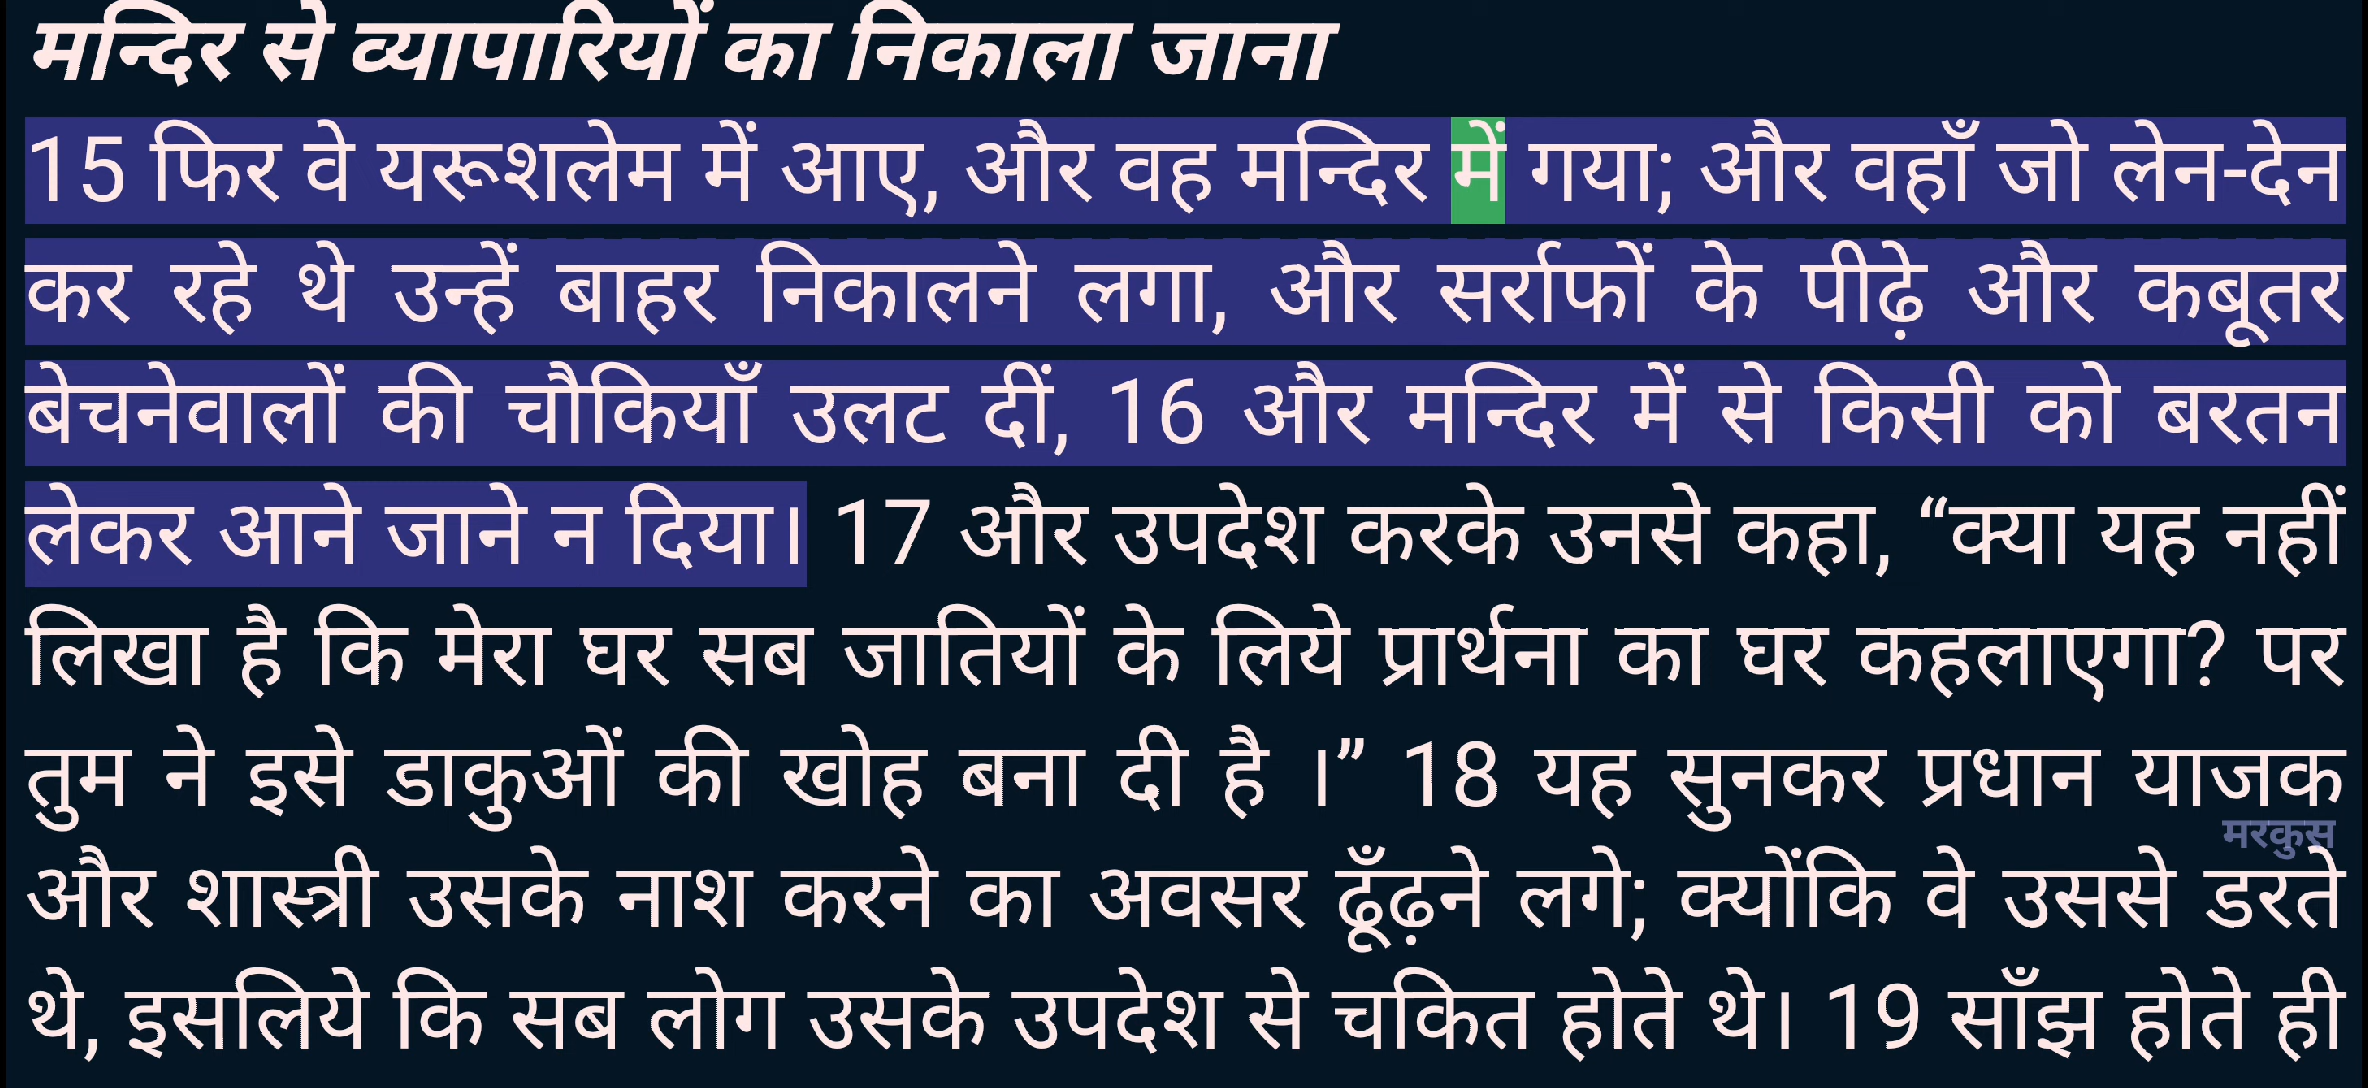 मन्दिर से व्यापारियों का निकाला जाना
15 फिर वे यरूशलेम में आए, और वह मन्दिर में गया; और वहाँ जो लेन-देन
कर रहे थे उन्हें बाहर निकालने लगा, और सर्राफों के पीढ़े और कबूतर
बेचनेवालों की चौकियाँ उलट दीं, 16 और मन्दिर में से किसी को बरतन
लेकर आने जाने न दिया। 17 और उपदेश करके उनसे कहा, “क्या यह नहीं
लिखा है कि मेरा घर सब जातियों के लिये प्रार्थना का घर कहलाएगा? पर
तुम ने इसे डाकुओं की खोह बना दी है ।” 18 यह सुनकर प्रधान याजक
मरकुस
और शास्त्री उसके नाश करने का अवसर ढूँढ़ने लगे; क्योंकि वे उससे डरते
थे, इसलिये कि सब लोग उसके उपदेश से चकित होते थे। 19 साँझ होते ही